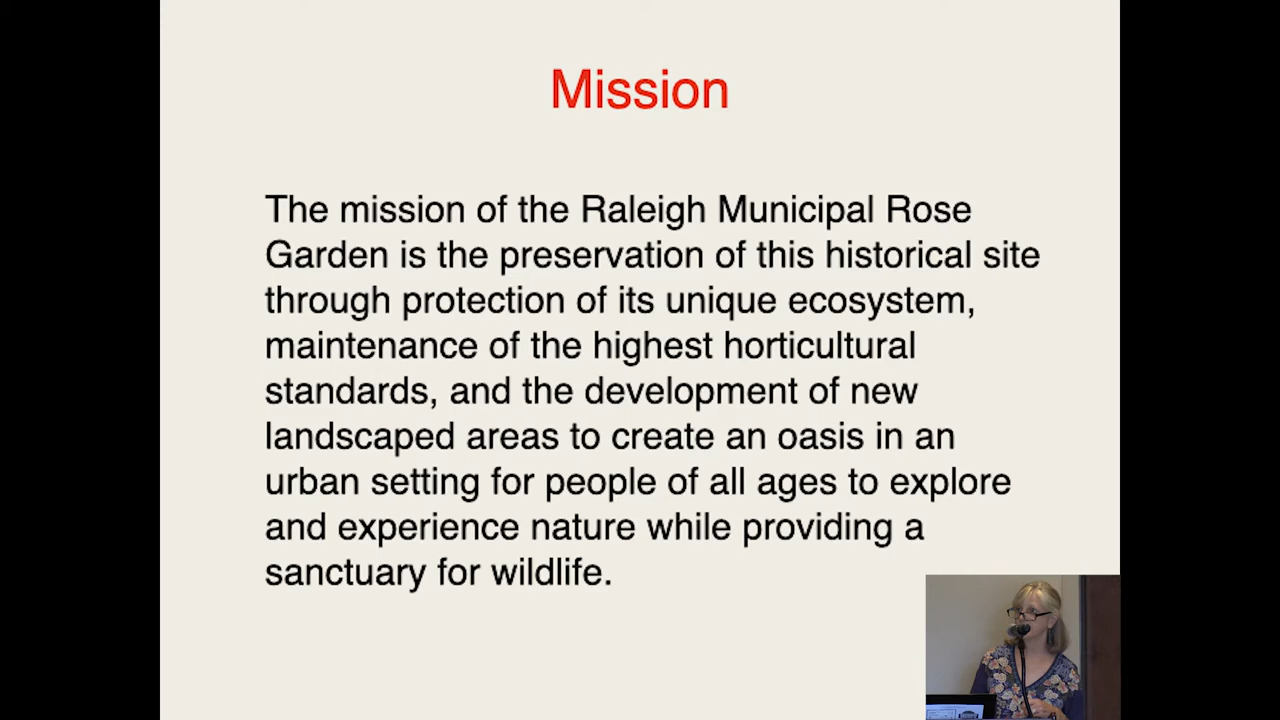 Mission
The mission of the Raleigh Municipal Rose
Garden is the preservation of this historical site
through protection of its unique ecosystem,
maintenance of the highest horticultural
standards, and the development of new
landscaped areas to create an oasis in an
urban setting for people of all ages to explore
and experience nature while providing a
sanctuary for wildlife.